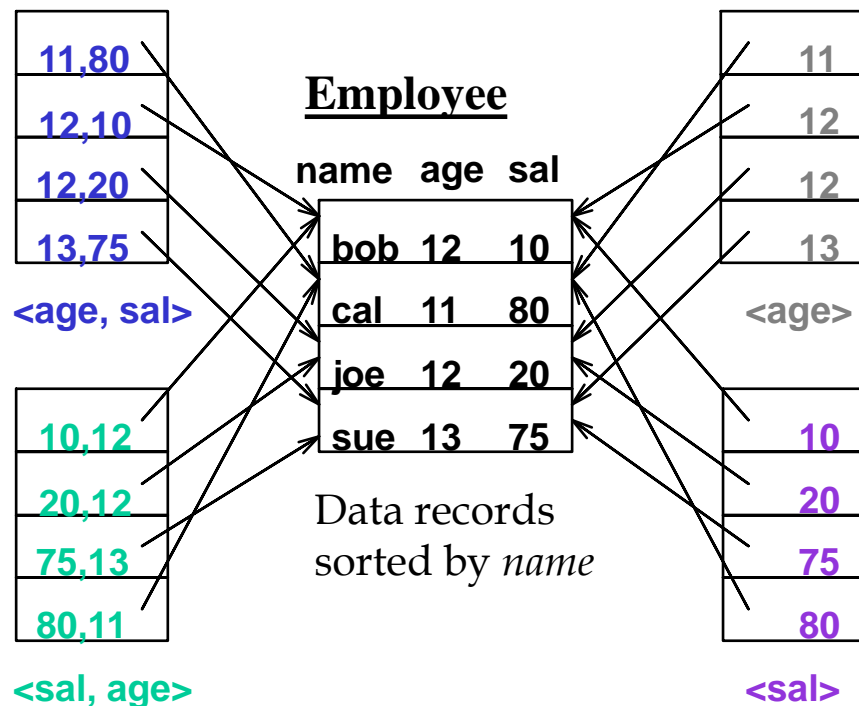 11,80
12,10
12,20
13,75
<age, sal>
10,12
20,12
75,13
80,11
<sal, age>
Employee
name age sal
bob 12 10
cal 11 80
joe 12 20
sue 13 75
Data records
sorted by name
11
12
12
13
<age>
10
20
75
80
<sal>